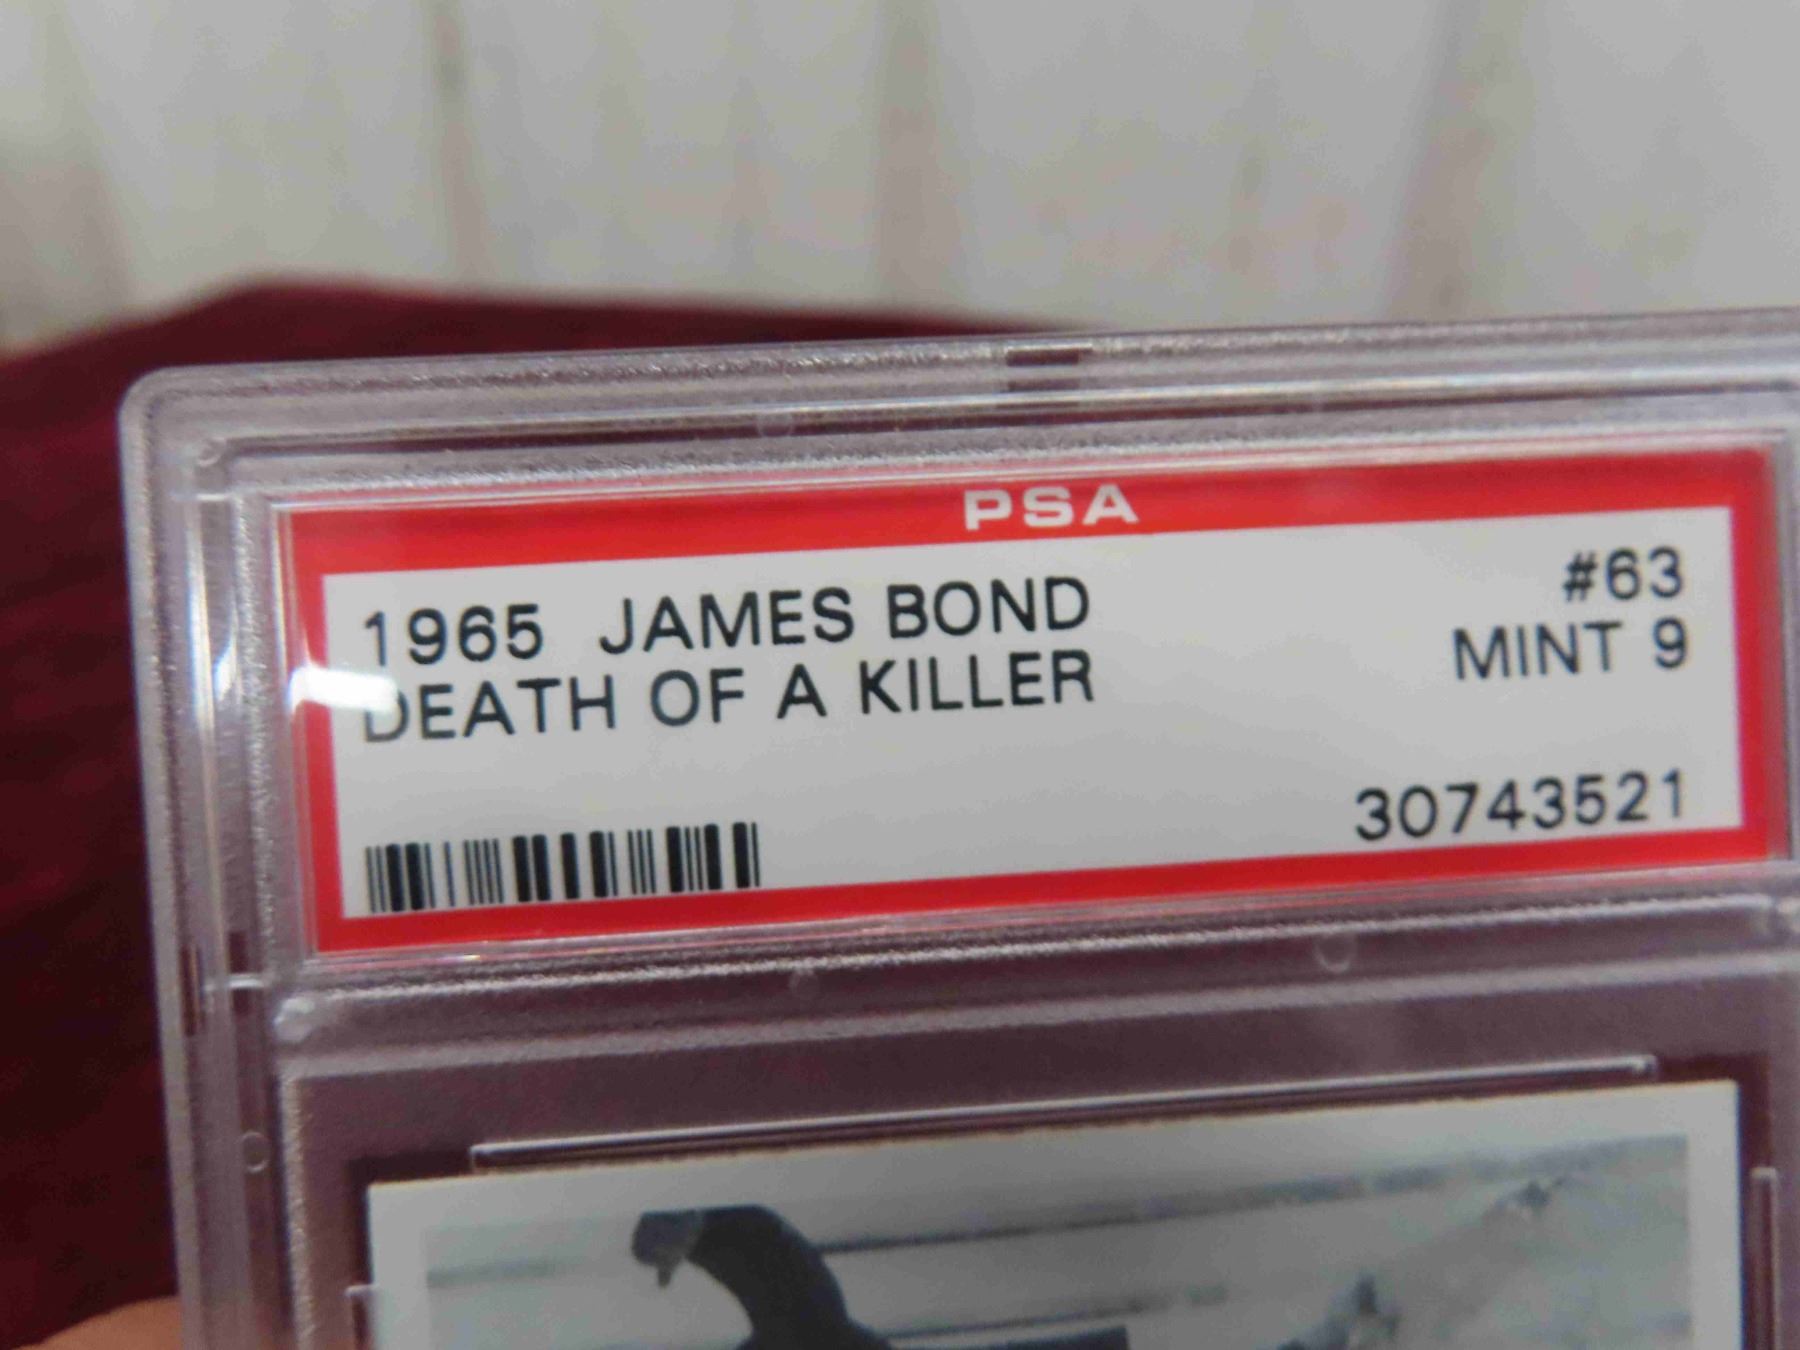 PSA
1965 JAMES BOND #63
DEATH OF A KILLER MINT 9
30743521